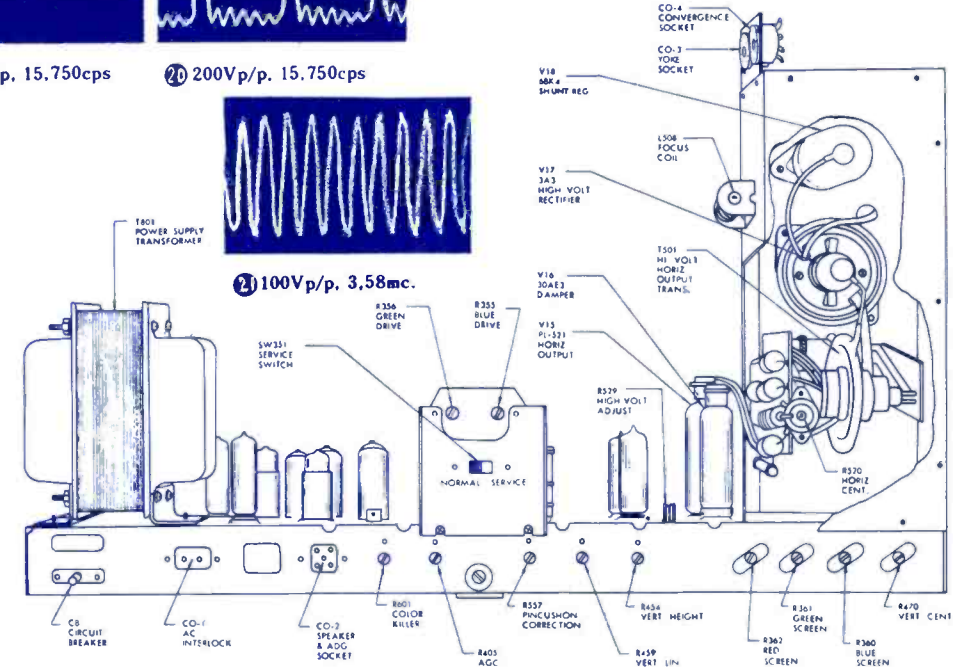 p, 15,750cps
20 200Vp/p. 15,750cps
21 100Vp/p, 3,58mc.
CO-4
CONVERGENCE
SOCKET
CO-3
YOKE
SOCKET
V18
6BK4
SHUNT REG
L508
FOCUS
COIL
V17
3A3
HIGH VOLT
RECTIFIER
T501
HI VOLT
HORIZ
OUTPUT
TRANS.
T801
POWER SUPPLY
TRANSFORMER
V16
30AE3
DAMPER
V15
PL-521
HORIZ
OUTPUT
R356
GREEN
DRIVE
R355
BLUE
DRIVE
SW351
SERVICE
SWITCH
R529
HIGH VOLT
ADJUST
R570
HORIZ
CENT.
NORMAL SERVICE
CB
CIRCUIT
BREAKER
CO-1
AC
INTERLOCK
CO-2
SPEAKER
& ADG
SOCKET
R601
COLOR
KILLER
R405
AGC
R557
PINCUSHION
CORRECTION
R459
VERT LIN
R454
VERT HEIGHT
R362
RED
SCREEN
R361
GREEN
SCREEN
R360
BLUE
SCREEN
R470
VERT CENT